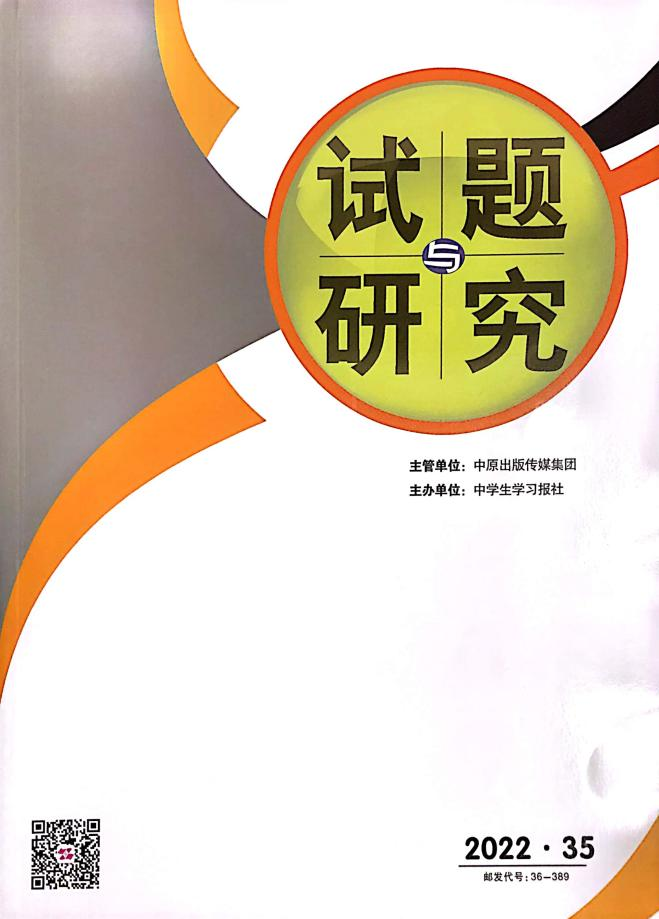 试题
与
研究
主管单位：中原出版传媒集团
主办单位：中学生学习报社
2022·35
邮发代号：36-389